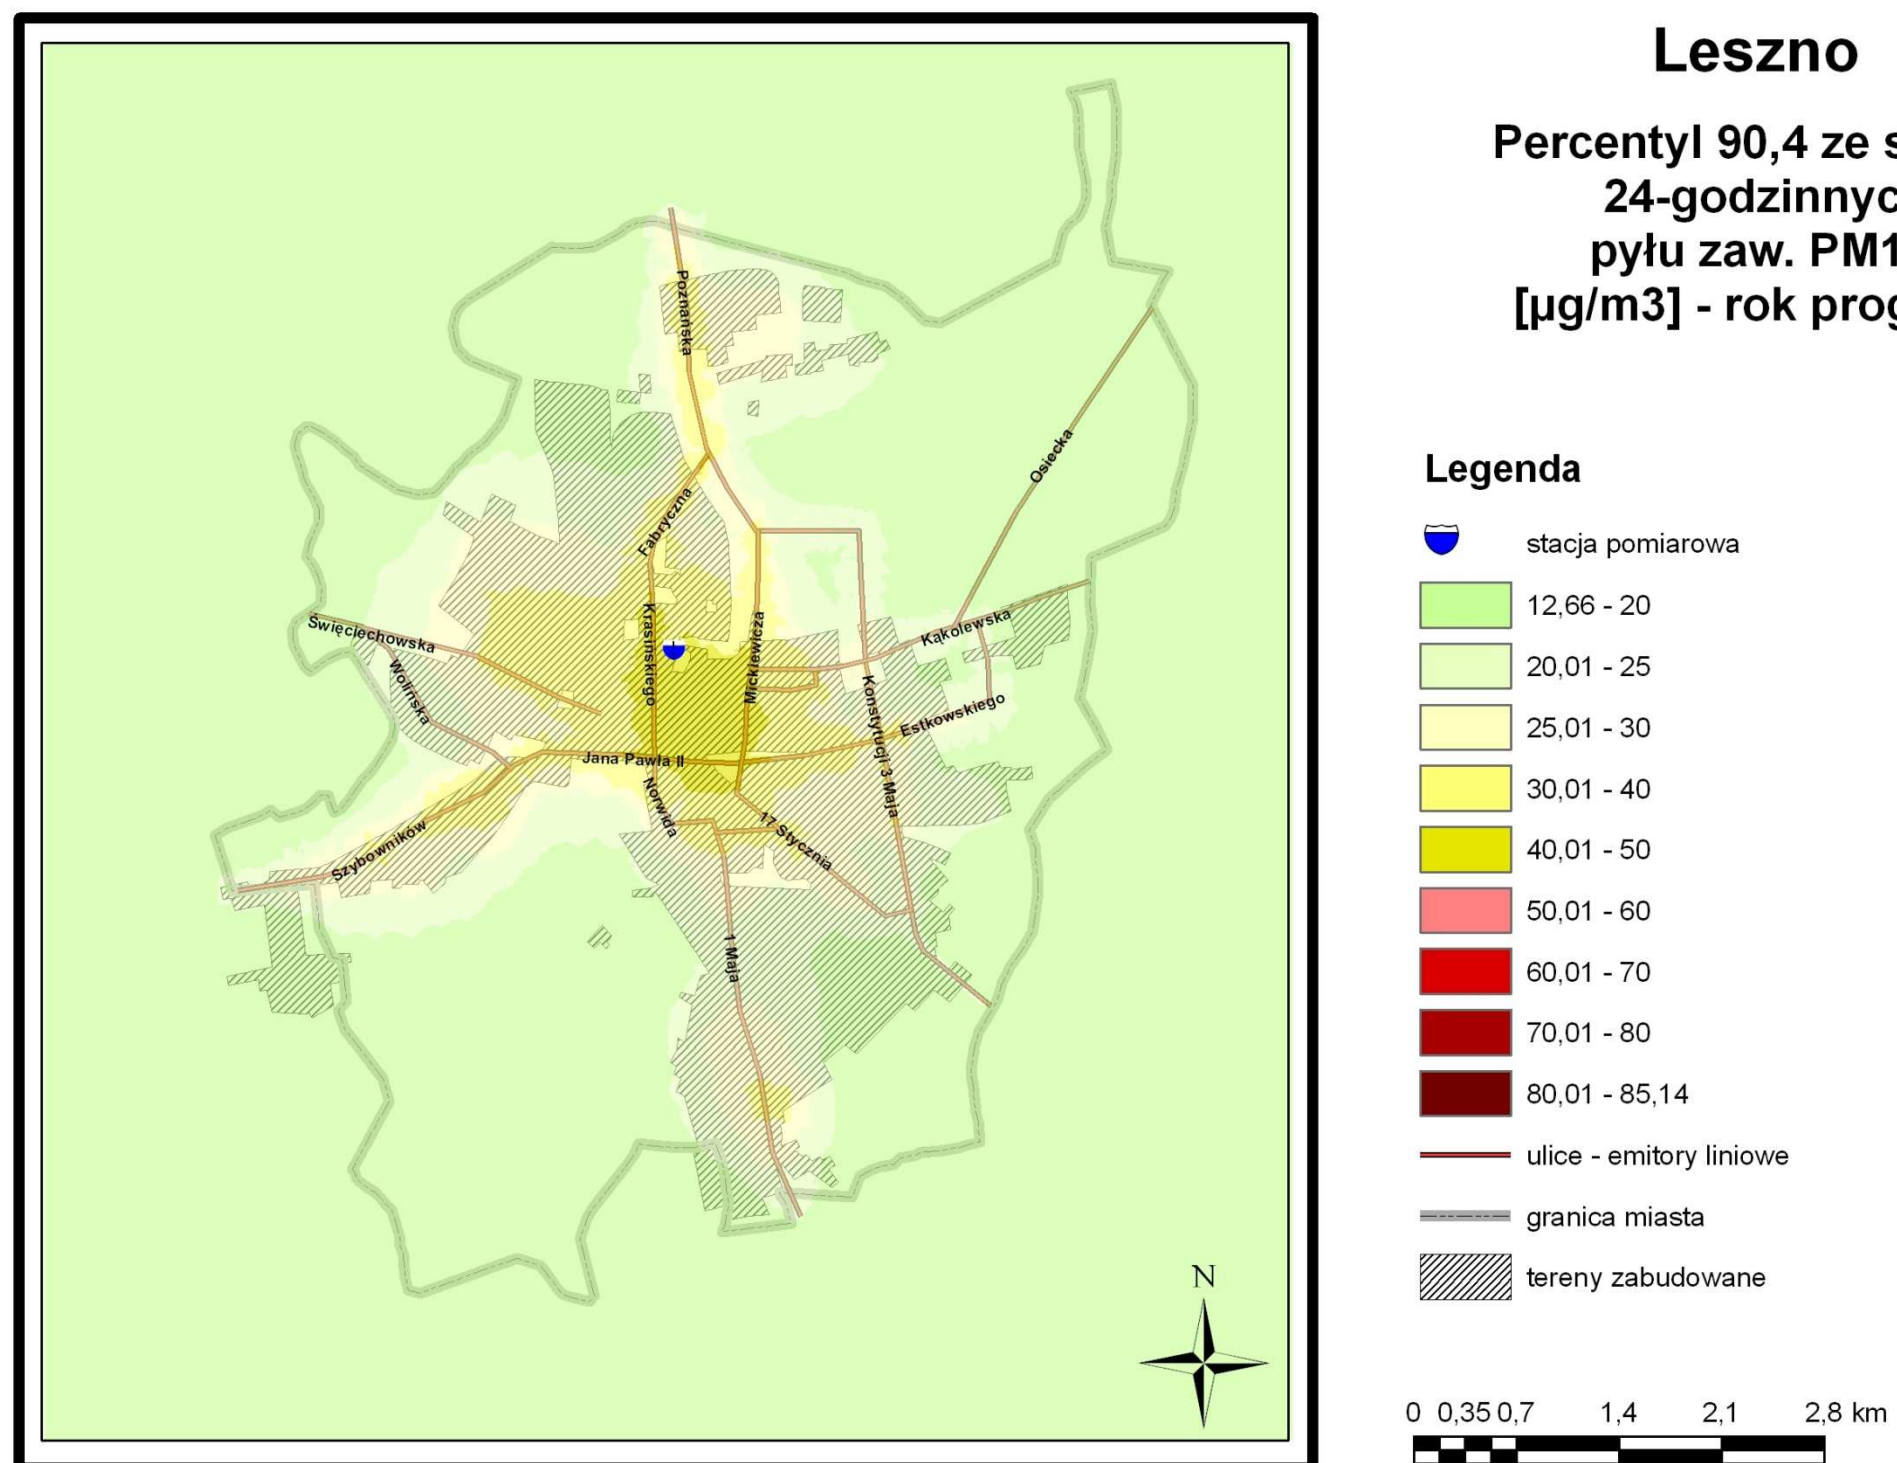 Leszno
Percentyl 90,4 ze
24-godzinnyc
pyłu zaw. PM1
[µg/m3] - rok prog
Legenda
stacja pomiarowa
12,66 - 20
20,01 - 25
25,01 - 30
30,01 - 40
40,01 - 50
50,01 - 60
60,01 - 70
70,01 - 80
80,01 - 85,14
ulice - emitory liniowe
granica miasta
tereny zabudowane
0 0,35 0,7 1,4 2,1 2,8 km
N
Poznańska
Osiecka
Fabryczna
Święciechowska
Krasińskiego
Mickiewicza
Kąkolewska
Wolińska
Konstytucji 3 Maja
Estkowskiego
Jana Pawła II
Norwida
17 Stycznia
Szybowników
1 Maja